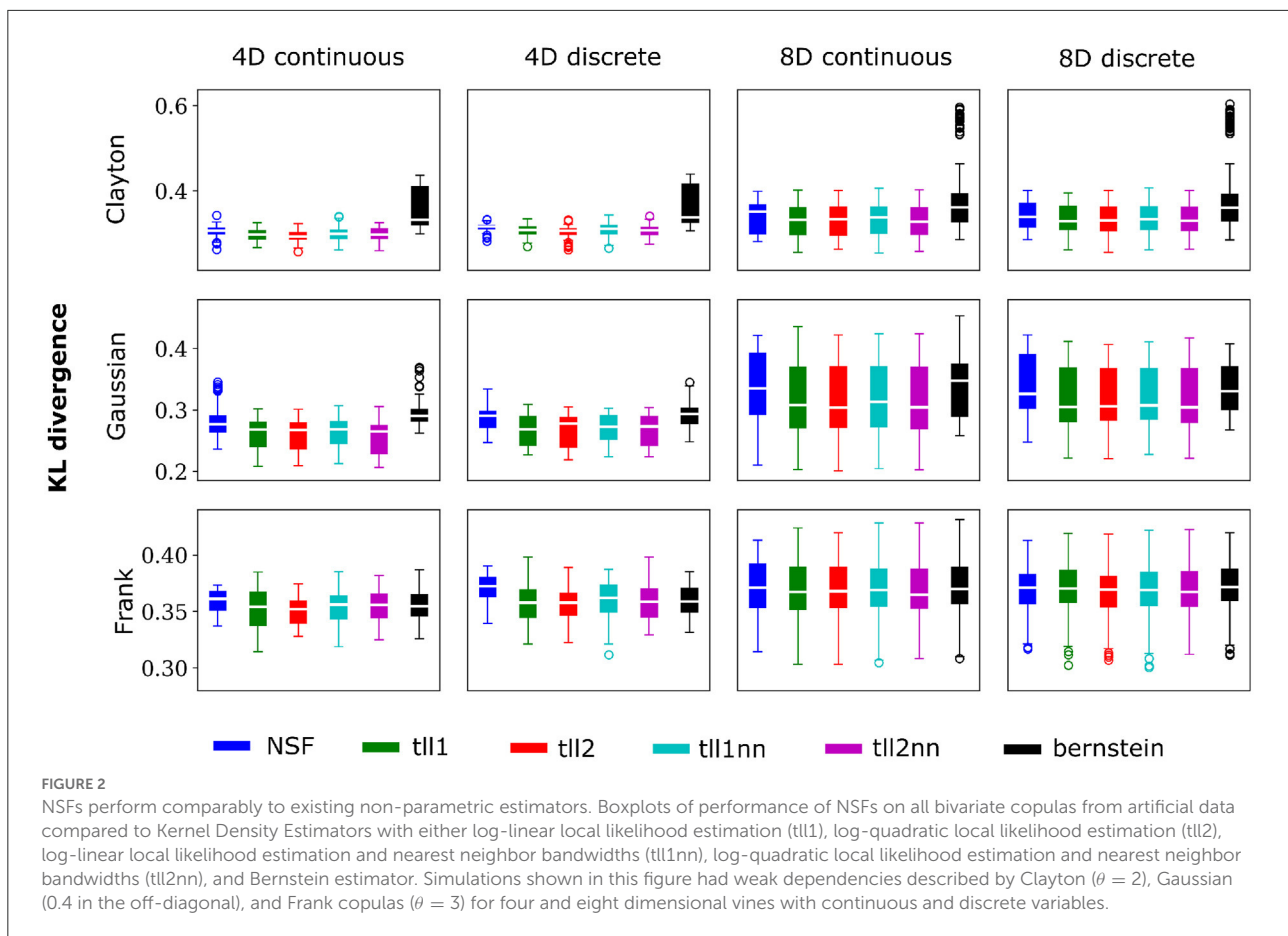 4D continuous 4D discrete 8D continuous 8D discrete
KL divergence
Clayton
0.6
0.4
Gaussian
0.4
0.3
0.2
Frank
0.40
0.35
0.30
NSF tll1 tll2 tll1nn tll2nn bernstein
FIGURE 2
NSFs perform comparably to existing non-parametric estimators. Boxplots of performance of NSFs on all bivariate copulas from artificial data
compared to Kernel Density Estimators with either log-linear local likelihood estimation (tll1), log-quadratic local likelihood estimation (tll2),
log-linear local likelihood estimation and nearest neighbor bandwidths (tll1nn), log-quadratic local likelihood estimation and nearest neighbor
bandwidths (tll2nn), and Bernstein estimator. Simulations shown in this figure had weak dependencies described by Clayton (θ = 2), Gaussian
(0.4 in the off-diagonal), and Frank copulas (θ = 3) for four and eight dimensional vines with continuous and discrete variables.